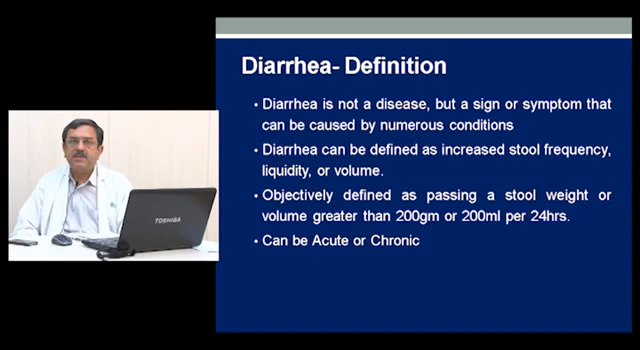 Diarrhea- Definition
• Diarrhea is not a disease, but a sign or symptom that
can be caused by numerous conditions
• Diarrhea can be defined as increased stool frequency,
liquidity, or volume.
• Objectively defined as passing a stool weight or
volume greater than 200gm or 200ml per 24hrs.
• Can be Acute or Chronic
TOSHIBA